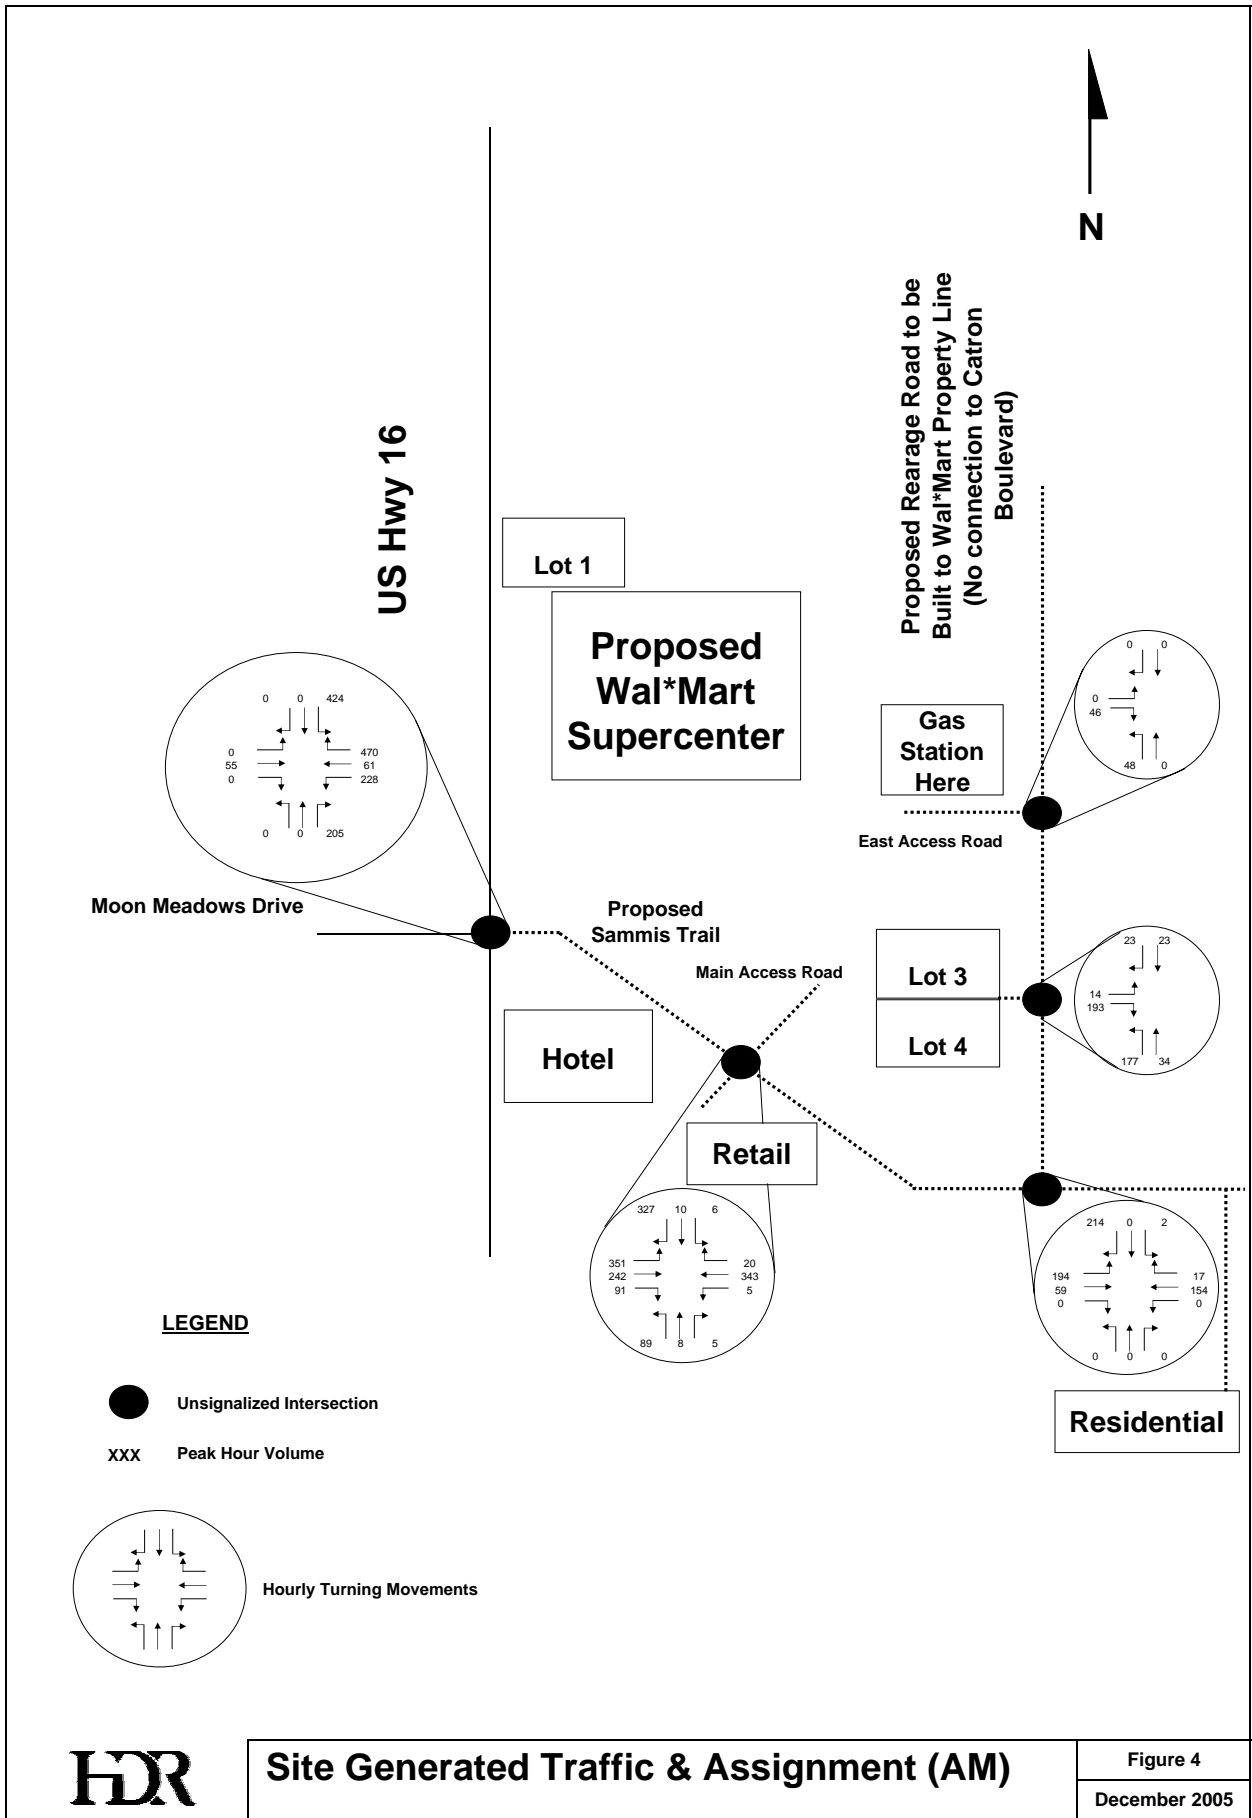 N
US Hwy 16
Proposed Rearage Road to be
Built to Wal*Mart Property Line
(No connection to Catron
Boulevard)
Lot 1
Proposed
Wal*Mart
Supercenter
Gas
Station
Here
0 0
0
46
48 0
East Access Road
0 0 424
0
55
0
470
61
228
0 0 205
Moon Meadows Drive
Proposed
Sammis Trail
Main Access Road
Lot 3
Lot 4
23 23
14
193
177 34
Hotel
Retail
327 10 6
351
242
91
20
343
5
89 8 5
214 0 2
194
59
0
17
154
0
0 0 0
Residential
LEGEND
Unsignalized Intersection
XXX Peak Hour Volume
Hourly Turning Movements
HDR
Site Generated Traffic & Assignment (AM)
Figure 4
December 2005